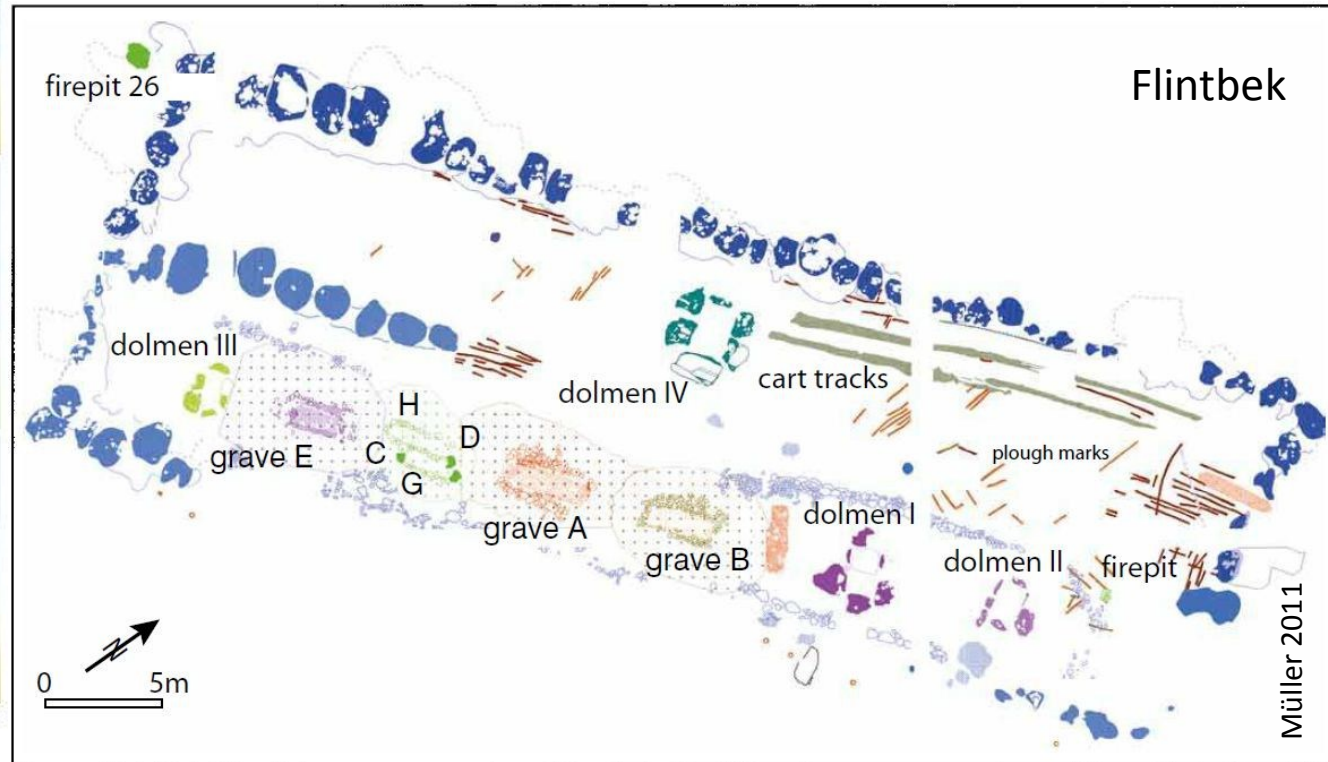 Flintbek
firepit 26
dolmen III
dolmen IV
cart tracks
H
D
grave E
C
plough marks
G
dolmen I
grave A
grave B
dolmen II
firepit
N
0 5m
Müller 2011